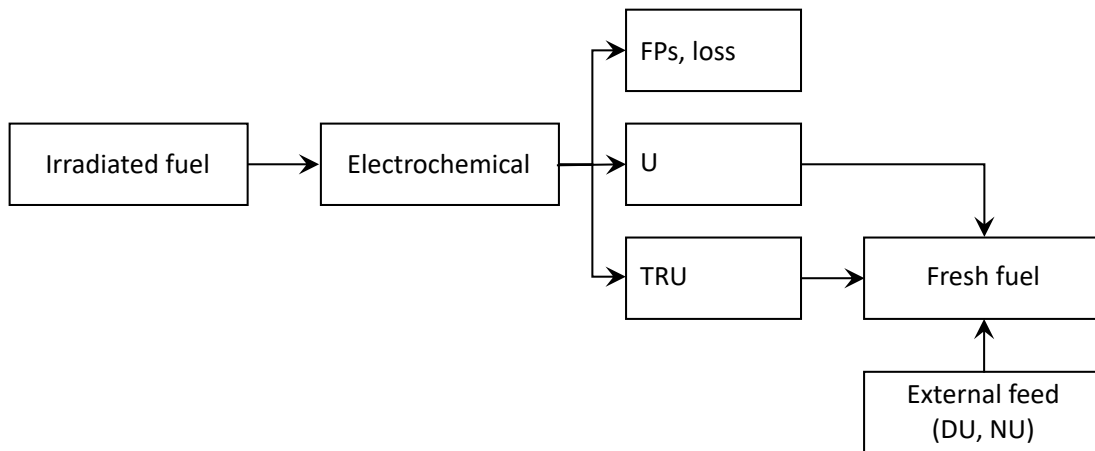 FPs, loss
Irradiated fuel
Electrochemical
U
TRU
Fresh fuel
External feed
(DU, NU)